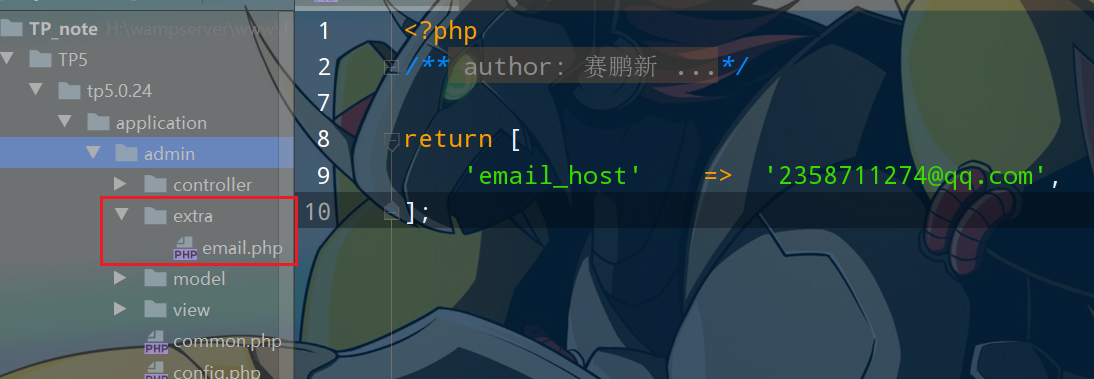 TP_note H:\wampserver\www\T
TP5
tp5.0.24
application
admin
controller
extra
email.php
model
view
common.php
config.php
1 <?php
2 /** author: 赛鹏新 ...*/
7
8 return [
9 'email_host' => '2358711274@qq.com',
10 ];